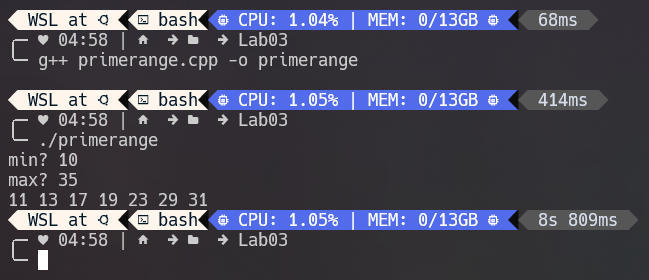 WSL at bash CPU: 1.04% | MEM: 0/13GB 68ms
♥ 04:58 | → → Lab03
g++ primerange.cpp -o primerange
WSL at bash CPU: 1.05% | MEM: 0/13GB 414ms
♥ 04:58 | → → Lab03
./primerange
min? 10
max? 35
11 13 17 19 23 29 31
WSL at bash CPU: 1.05% | MEM: 0/13GB 8s 809ms
♥ 04:58 | → → Lab03